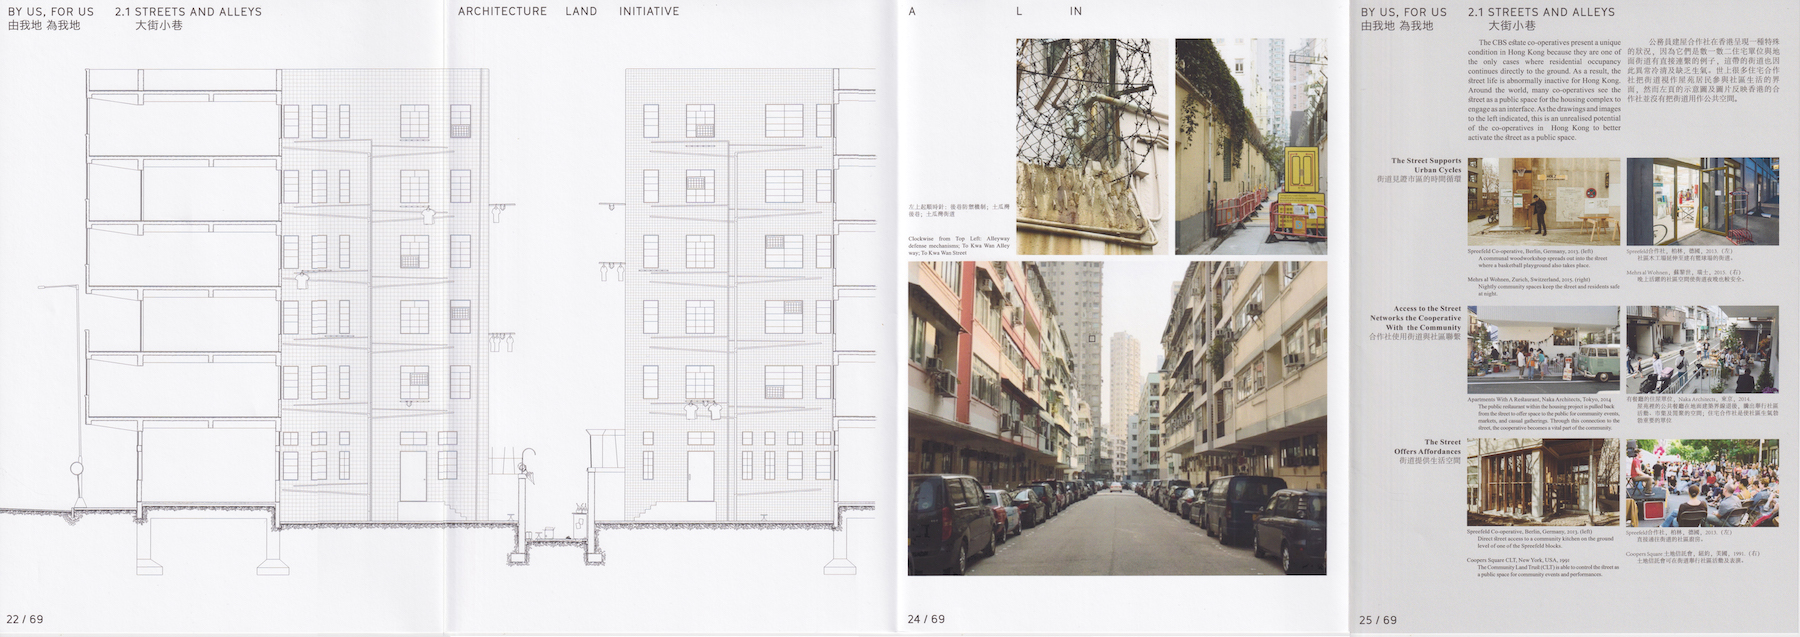 BY US, FOR US
由我地 為我地
2.1 STREETS AND ALLEYS
大街小巷
ARCHITECTURE LAND INITIATIVE
22 / 69
A L IN
左上起順時針：後巷防禦機制；土瓜灣
後巷；土瓜灣街道
Clockwise from Top Left: Alleyway
defense mechanisms; To Kwa Wan Alley
way; To Kwa Wan Street
24 / 69
BY US, FOR US
由我地 為我地
2.1 STREETS AND ALLEYS
大街小巷
The CBS estate co-operatives present a unique
condition in Hong Kong because they are one of
the only cases where residential occupancy
continues directly to the ground. As a result, the
street life is abnormally inactive for Hong Kong.
Around the world, many co-operatives see the
street as a public space for the housing complex to
engage as an interface. As the drawings and images
to the left indicated, this is an unrealised potential
of the co-operatives in Hong Kong to better
activate the street as a public space.
公務員建屋合作社在香港呈現一種特殊
的狀況，因為它們是數一數二住宅單位與地
面街道有直接連繫的例子，這帶的街道也因
此異常冷清及缺乏生氣。世上很多住宅合作
社把街道視作屋苑居民參與社區生活的界
面，然而左頁的示意圖及圖片反映香港的合
作社並沒有把街道用作公共空間。
The Street Supports
Urban Cycles
街道見證市區的時間循環
Spreefeld Co-operative, Berlin, Germany, 2013. (left)
A communal woodworkshop spreads out into the street
where a basketball playground also takes place.
Mehrs al Wohnen, Zurich, Switzerland, 2015. (right)
Nightly community spaces keep the street and residents safe
at night.
Spreefeld合作社，柏林，德國，2013.（左）
社區木工場延伸至建有籃球場的街道。
Mehrs al Wohnen，蘇黎世，瑞士，2015.（右）
晚上活躍的社區空間使街道夜晚也較安全。
Access to the Street
Networks the Cooperative
With the Community
合作社使用街道與社區聯繫
Apartments With A Restaurant, Naka Architects, Tokyo, 2014
The public restaurant within the housing project is pulled back
from the street to offer space to the public for community events,
markets, and casual gatherings. Through this connection to the
street, the cooperative becomes a vital part of the community.
有餐廳的住所單位，Naka Architects，東京，2014.
The Street
Offers Affordances
街道提供生活空間
Spreefeld Co-operative, Berlin, Germany, 2013, (left)
Direct street access to a community kitchen on the ground
level of one of the Spreefeld blocks.
Coopers Square CLT, New York, USA, 1991
The Community Land Trust (CLT) is able to control the street as
a public space for community events and performances.
Spreefeld合作社，柏林，德國，2013.（左）
Coopers Square 土地信託會，紐約，美國，1991.（右）
土地信託會可在街道舉行社區活動及表演。
25 / 69